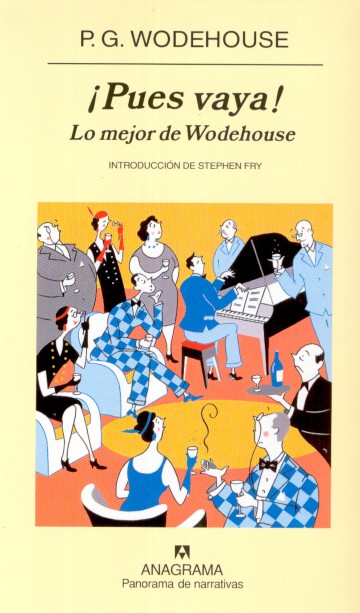 P. G. WODEHOUSE
¡Pues vaya!
Lo mejor de Wodehouse
INTRODUCCIÓN DE STEPHEN FRY
ANAGRAMA
Panorama de narrativas